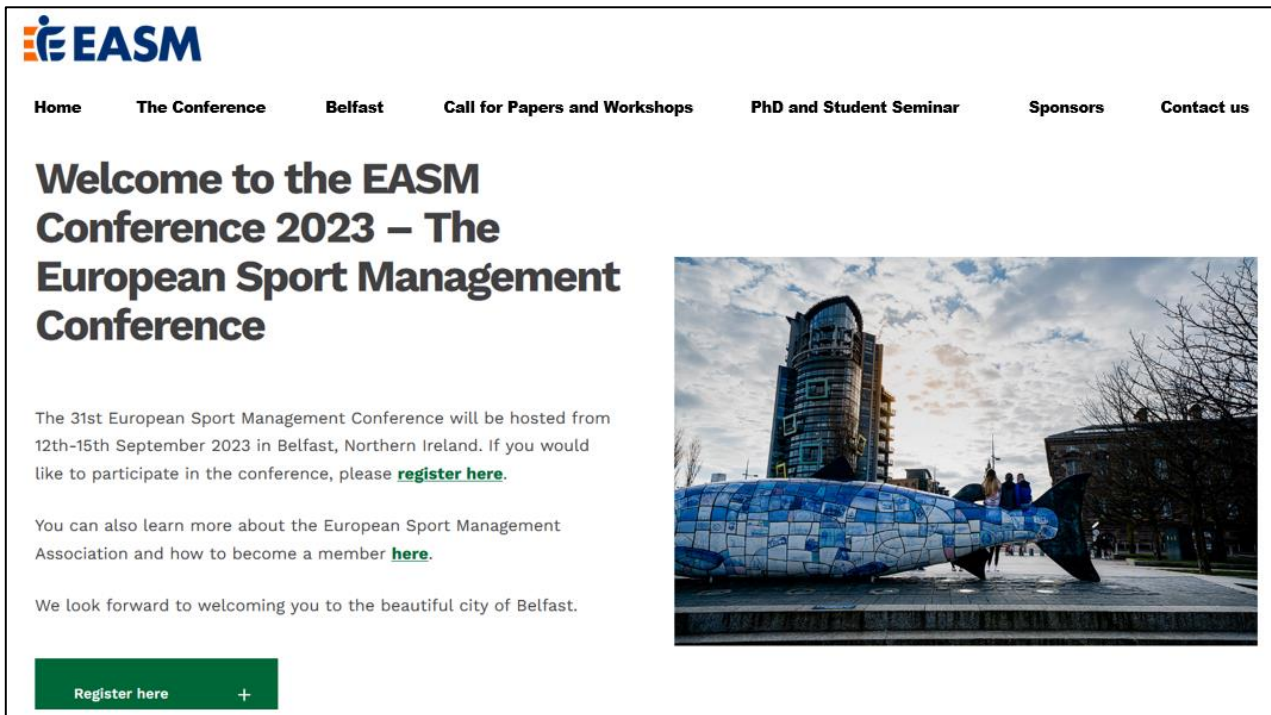 EASM
Home The Conference Belfast Call for Papers and Workshops PhD and Student Seminar Sponsors Contact us
Welcome to the EASM
Conference 2023 – The
European Sport Management
Conference
The 31st European Sport Management Conference will be hosted from
12th-15th September 2023 in Belfast, Northern Ireland. If you would
like to participate in the conference, please register here.
You can also learn more about the European Sport Management
Association and how to become a member here.
We look forward to welcoming you to the beautiful city of Belfast.
Register here +